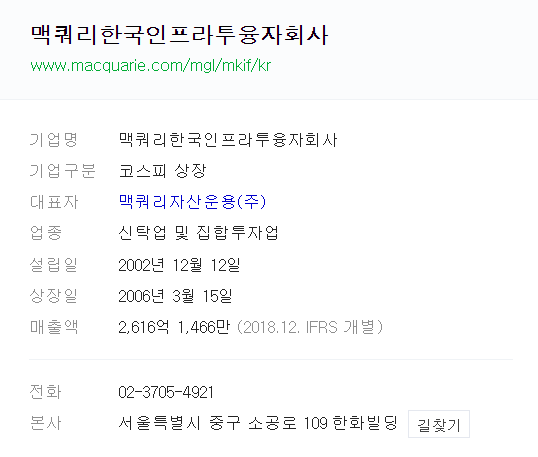 맥쿼리한국인프라투융자회사
www.macquarie.com/mgl/mkif/kr
기업명 맥쿼리한국인프라투융자회사
기업구분 코스피 상장
대표자 맥쿼리자산운용(주)
업종 신탁업 및 집합투자업
설립일 2002년 12월 12일
상장일 2006년 3월 15일
매출액 2,616억 1,466만 (2018.12. IFRS 개별)
전화 02-3705-4921
본사 서울특별시 중구 소공로 109 한화빌딩 길찾기